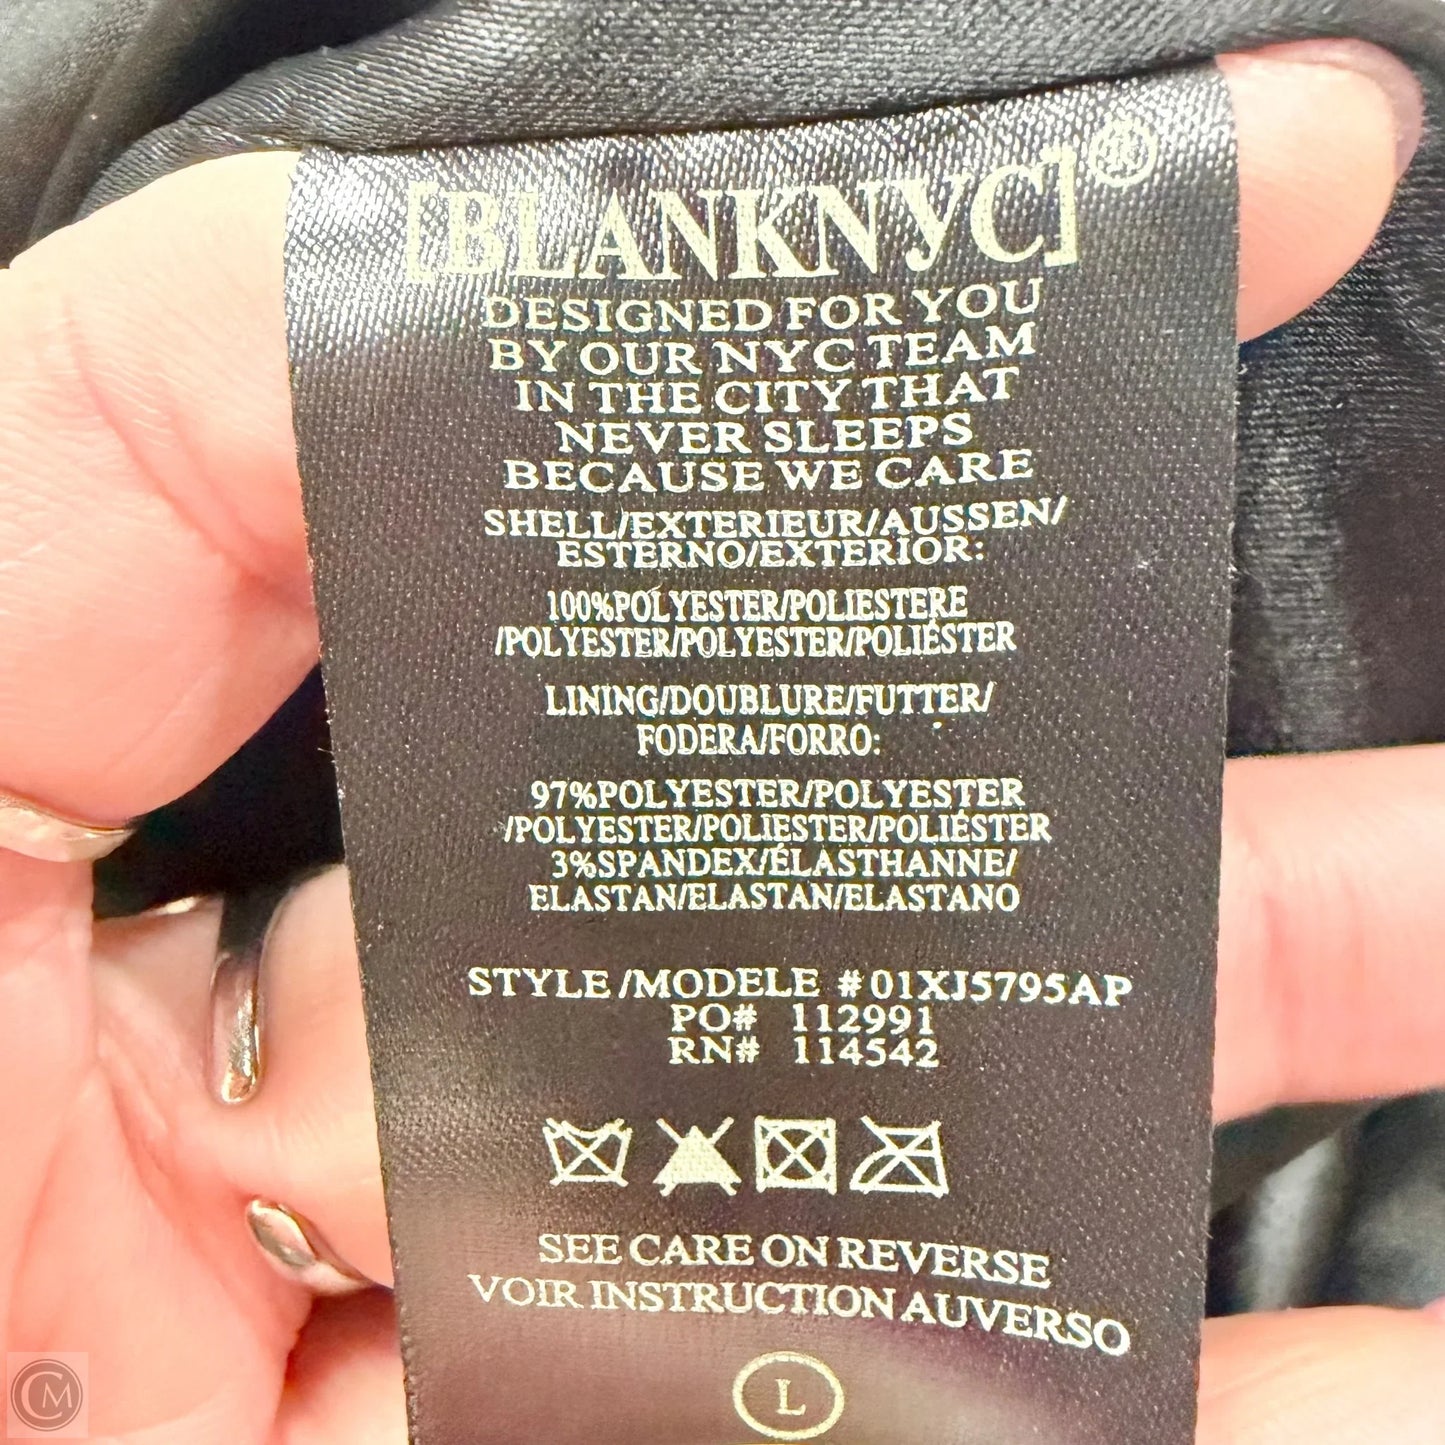 [BLANKNYC]®
DESIGNED FOR YOU
BY OUR NYC TEAM
IN THE CITY THAT
NEVER SLEEPS
BECAUSE WE CARE
SHELL/EXTERIEUR/AUSSEN/
ESTERNO/EXTERIOR:
100%POLYESTER/POLIESTERE
/POLYESTER/POLYESTER/POLIÉSTER
LINING/DOUBLURE/FUTTER/
FODERA/FORRO:
97%POLYESTER/POLYESTER
/POLYESTER/POLIESTER/POLIÉSTER
3%SPANDEX/ÉLASTHANNE/
ELASTAN/ELASTAN/ELASTANO
STYLE /MODELE #01XJ5795AP
PO# 112991
RN# 114542
SEE CARE ON REVERSE
VOIR INSTRUCTION AUVERSO
L
CM